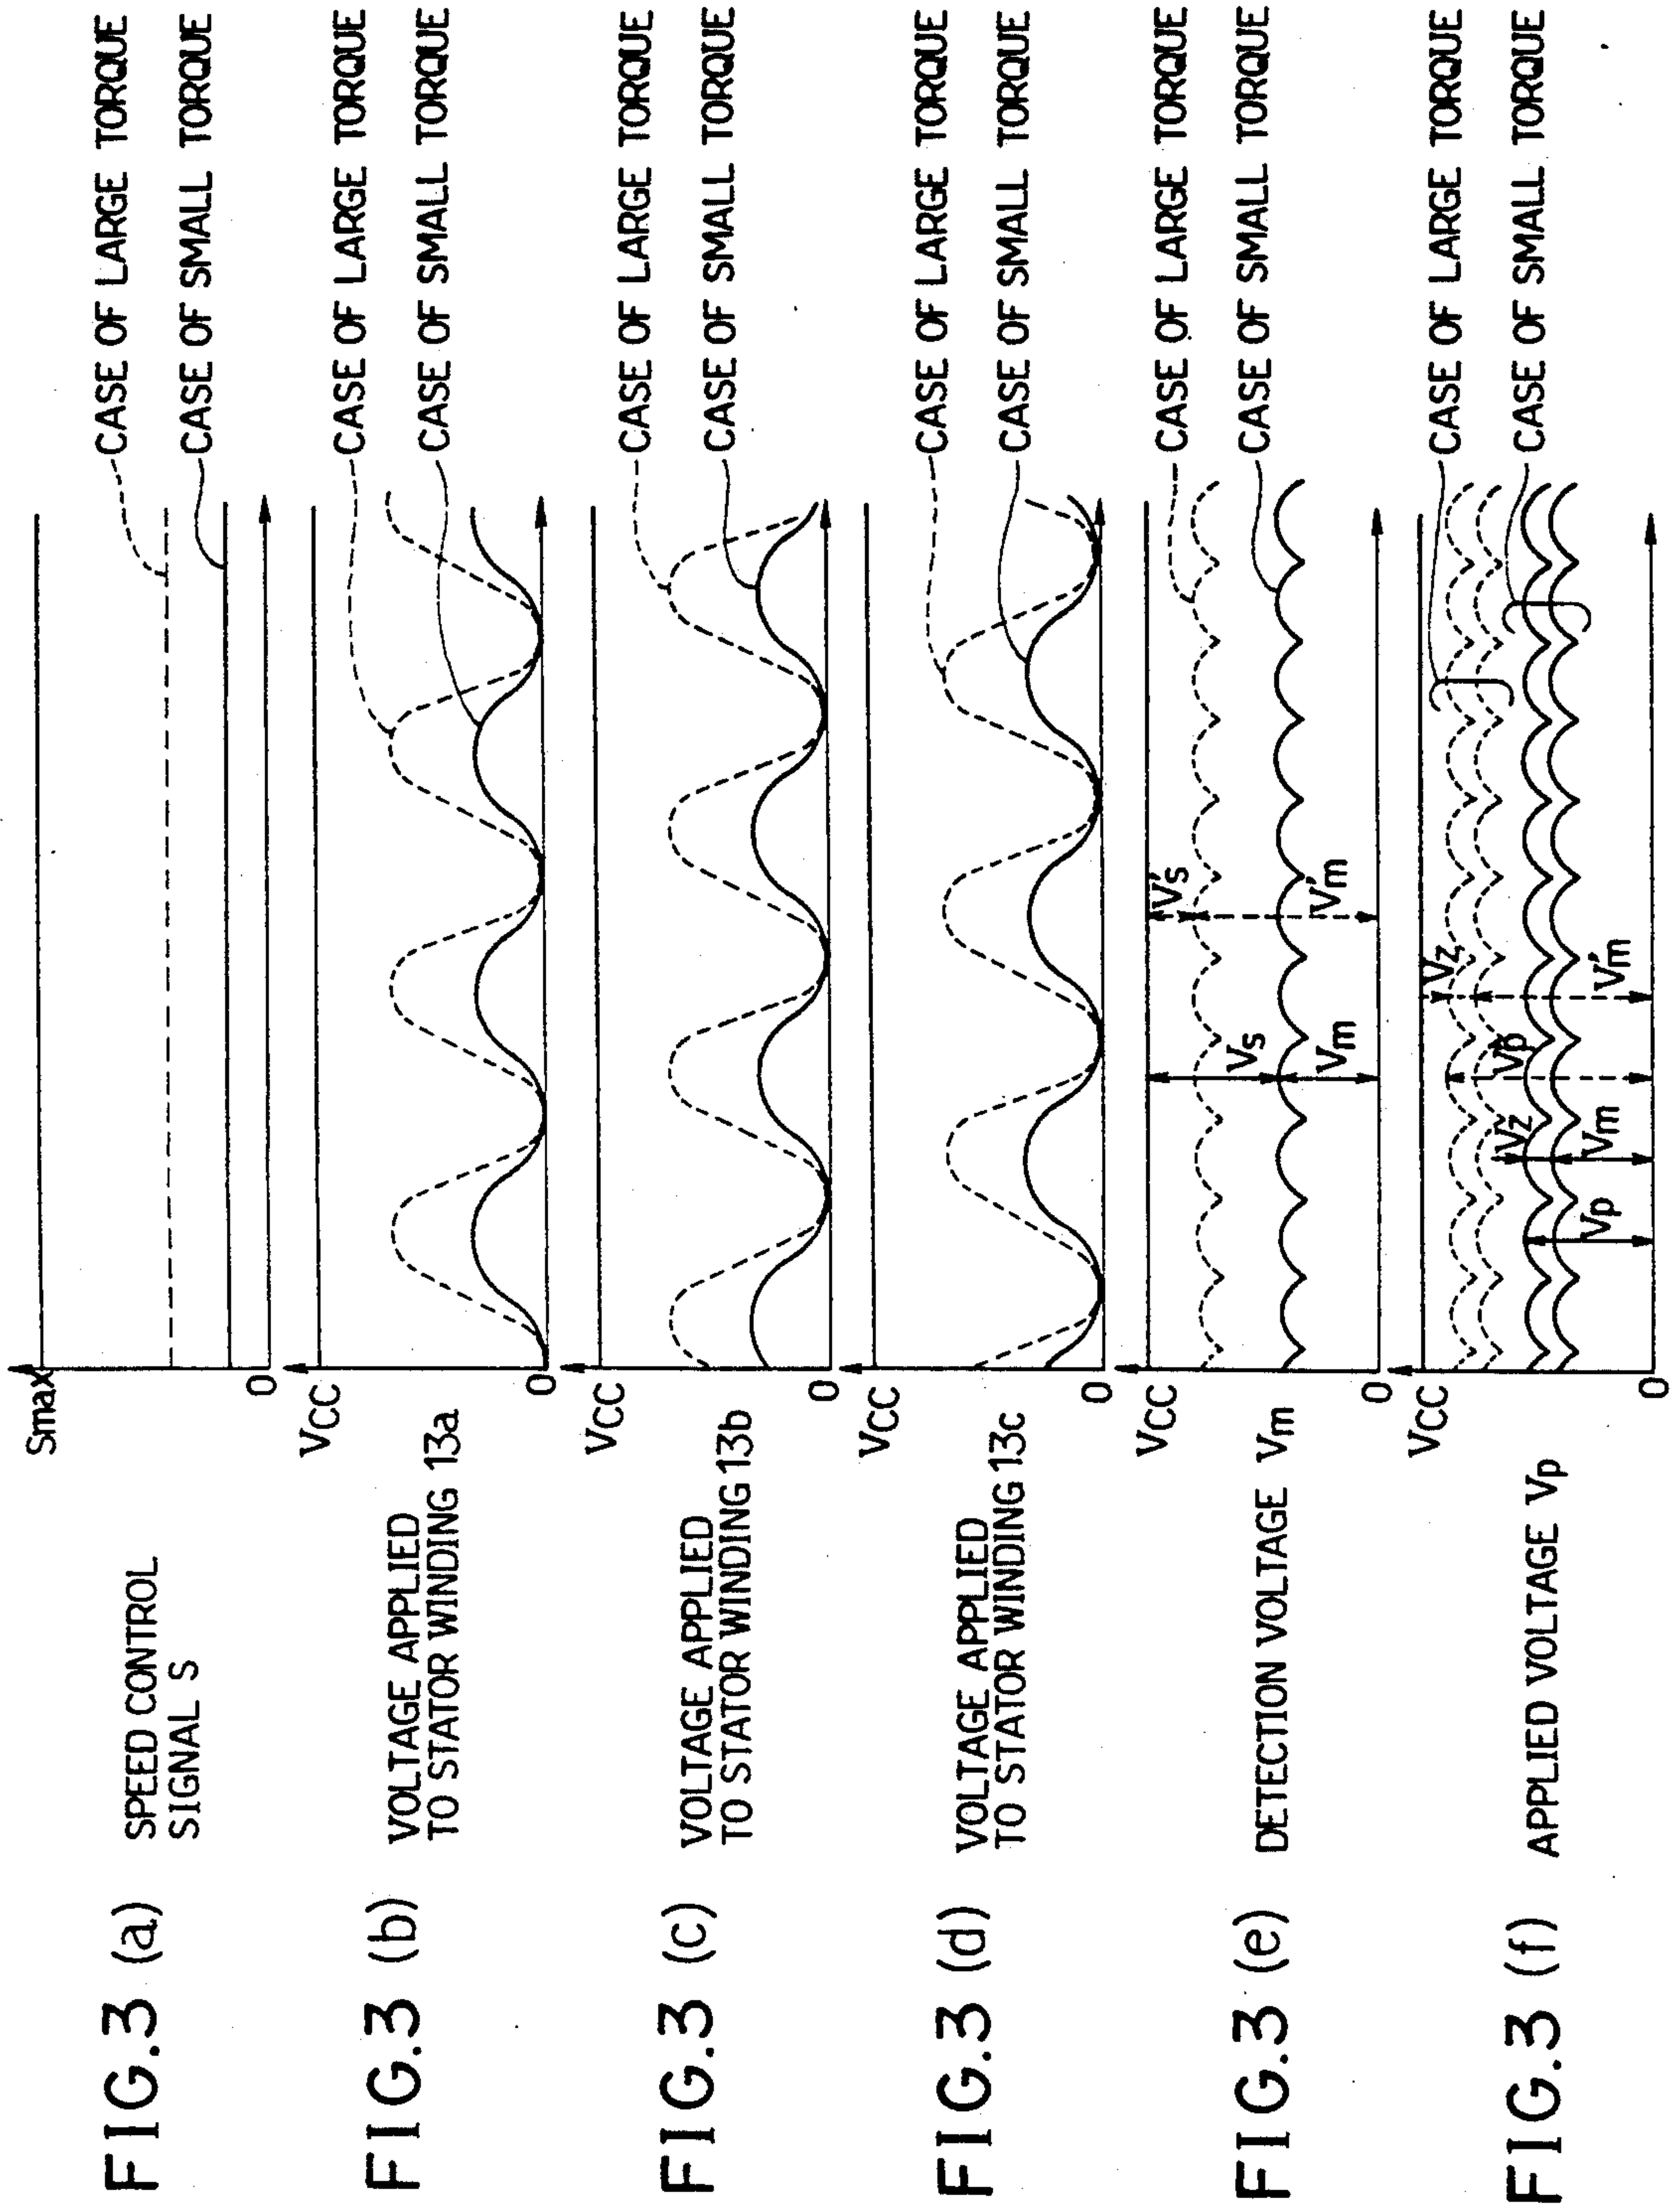 FIG.3 (a)
SPEED CONTROL
SIGNAL S
Smax
0
CASE OF LARGE TORQUE
CASE OF SMALL TORQUE
FIG.3 (b)
VOLTAGE APPLIED
TO STATOR WINDING 13a
VCC
0
CASE OF LARGE TORQUE
CASE OF SMALL TORQUE
FIG.3 (c)
VOLTAGE APPLIED
TO STATOR WINDING 13b
VCC
0
CASE OF LARGE TORQUE
CASE OF SMALL TORQUE
FIG.3 (d)
VOLTAGE APPLIED
TO STATOR WINDING 13c
VCC
0
CASE OF LARGE TORQUE
CASE OF SMALL TORQUE
FIG.3 (e)
DETECTION VOLTAGE Vm
VCC
0
Vs
Vm
V's
V'm
CASE OF LARGE TORQUE
CASE OF SMALL TORQUE
FIG.3 (f)
APPLIED VOLTAGE Vp
VCC
0
Vp
Vz
Vm
V'p
Vz
V'm
CASE OF LARGE TORQUE
CASE OF SMALL TORQUE